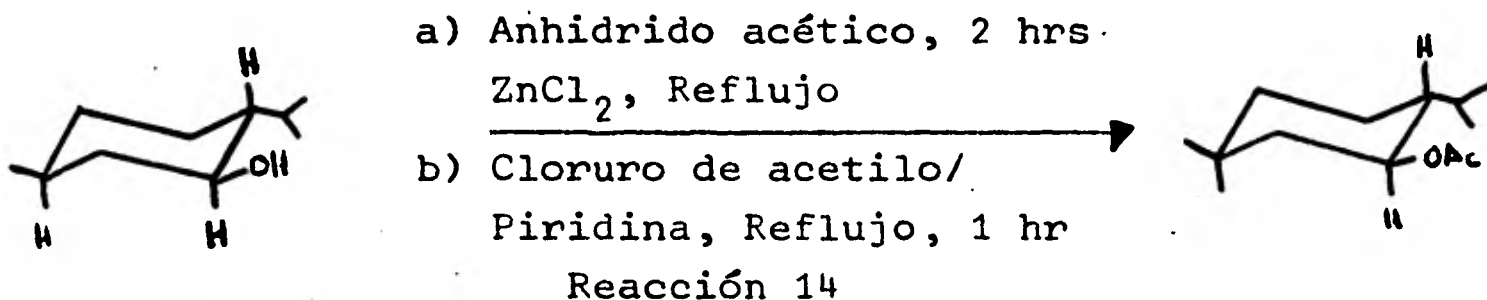 a) Anhidrido acético, 2 hrs.
ZnCl₂, Reflujo
b) Cloruro de acetilo/
Piridina, Reflujo, 1 hr
Reacción 14
H
OH
H
H
H
OAc
H